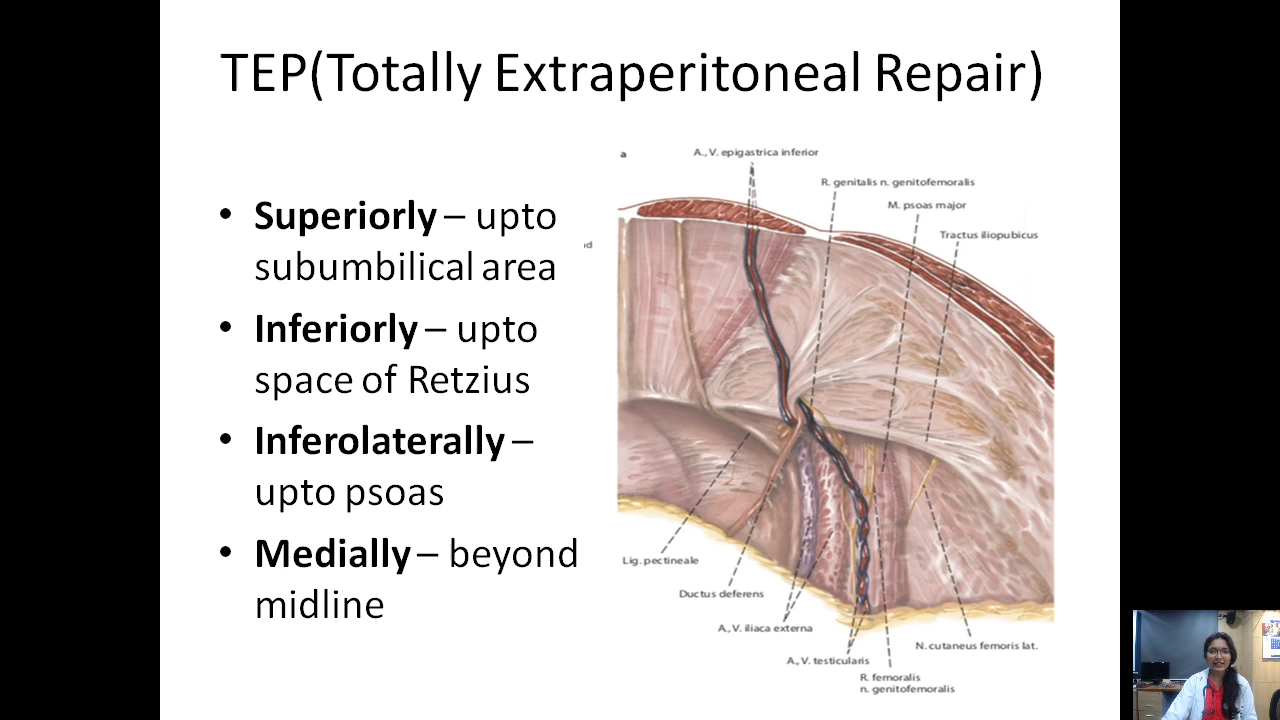 TEP(Totally Extraperitoneal Repair)
• Superiorly – upto
subumbilical area
• Inferiorly – upto
space of Retzius
• Inferolaterally –
upto psoas
• Medially – beyond
midline
a
A., V. epigastrica inferior
R. genitalis n. genitofemoralis
M. psoas major
Tractus iliopubicus
Lig. pectineale
Ductus deferens
A., V. iliaca externa
A., V. testicularis
R. femoralis
n. genitofemoralis
N. cutaneus femoris lat.